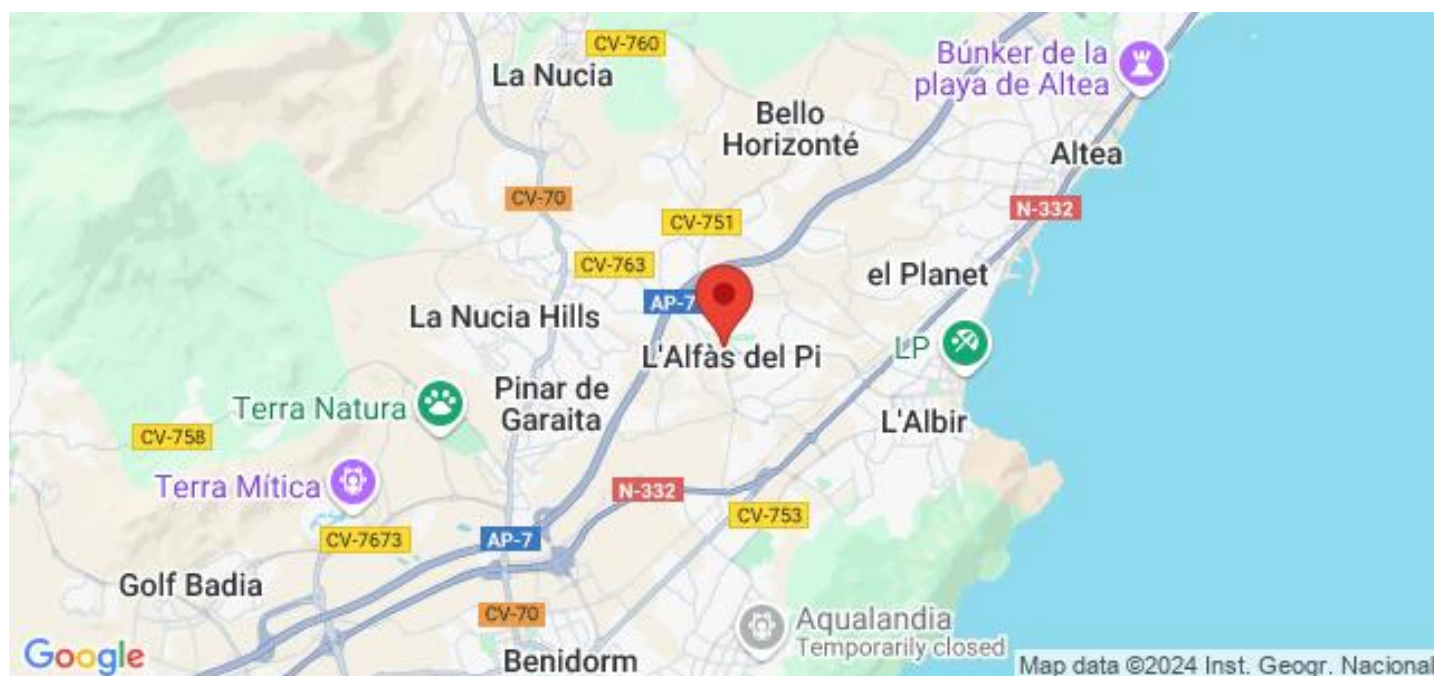 CV-760
La Nucia
Búnker de la
playa de Altea
Bello
Horizonté
Altea
CV-70
N-332
CV-751
CV-763
el Planet
AP-7
La Nucia Hills
L'Alfàs del Pi
LP
Pinar de
Garaita
Terra Natura
L'Albir
CV-758
Terra Mítica
N-332
CV-753
CV-7673
AP-7
Golf Badia
CV-70
Aqualandia
Temporarily closed
Google
Benidorm
Map data ©2024 Inst. Geogr. Nacional